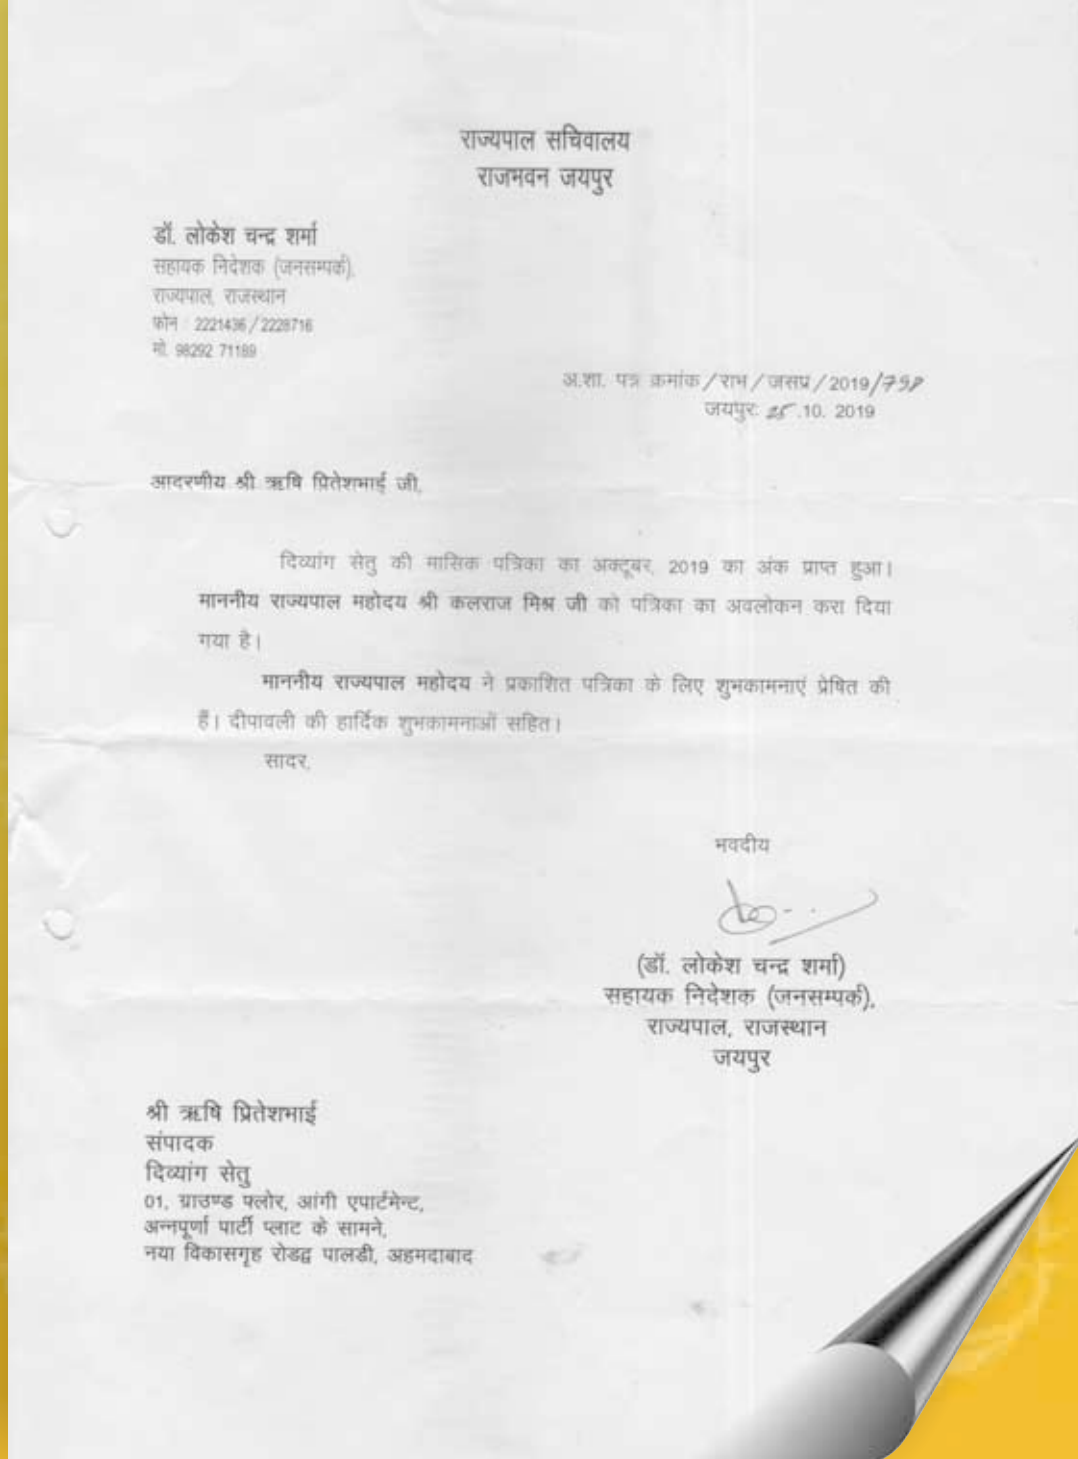 राज्यपाल सचिवालय
राजभवन जयपुर
डॉ. लोकेश चन्द्र शर्मा
सहायक निदेशक (जनसम्पर्क),
राज्यपाल, राजस्थान
फोन : 2221436/2228716
मो. 98292 71189
अ.शा. पत्र क्रमांक/राभ/जसप्र/2019/
जयपुरः 25.10. 2019
आदरणीय श्री ऋषि प्रितेशभाई जी,
दिव्यांग सेतु की मासिक पत्रिका का अक्टूबर, 2019 का अंक प्राप्त हुआ।
माननीय राज्यपाल महोदय श्री कलराज मिश्र जी को पत्रिका का अवलोकन करा दिया
गया है।
माननीय राज्यपाल महोदय ने प्रकाशित पत्रिका के लिए शुभकामनाएं प्रेषित की
हैं। दीपावली की हार्दिक शुभकामनाओं सहित।
सादर,
भवदीय
(डॉ. लोकेश चन्द्र शर्मा)
सहायक निदेशक (जनसम्पर्क),
राज्यपाल, राजस्थान
जयपुर
श्री ऋषि प्रितेशभाई
संपादक
दिव्यांग सेतु
01, ग्राउण्ड फ्लोर, आंगी एपार्टमेन्ट,
अन्नपूर्णा पार्टी प्लाट के सामने,
नया विकासगृह रोडद्व पालडी, अहमदाबाद